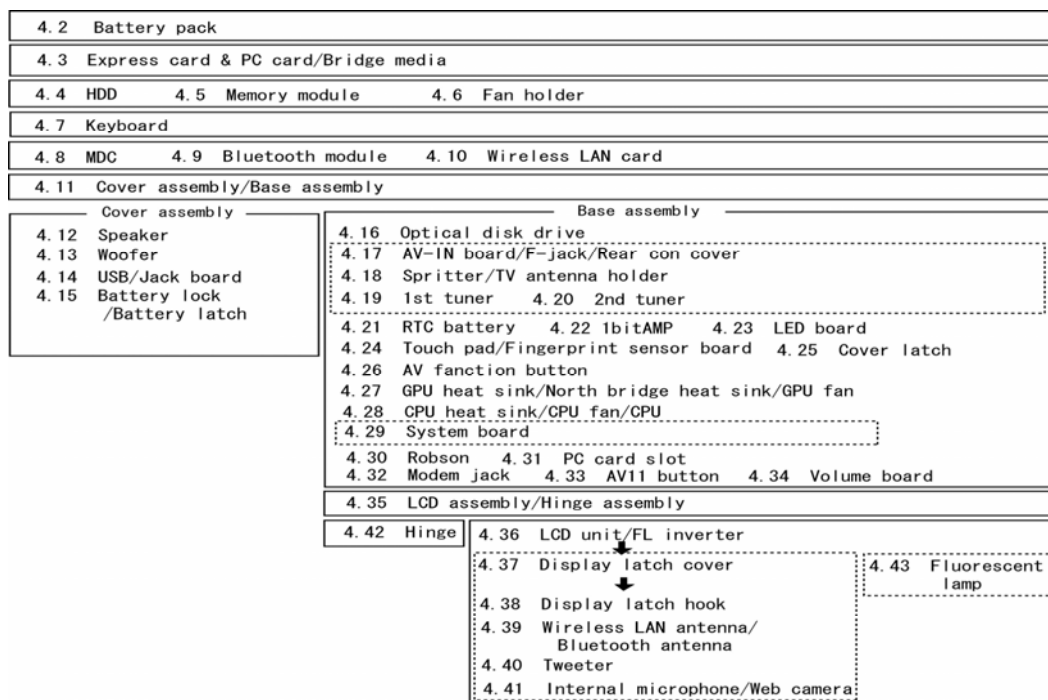 4.2 Battery pack
4.3 Express card & PC card/Bridge media
4.4 HDD 4.5 Memory module 4.6 Fan holder
4.7 Keyboard
4.8 MDC 4.9 Bluetooth module 4.10 Wireless LAN card
4.11 Cover assembly/Base assembly
Cover assembly
4.12 Speaker
4.13 Woofer
4.14 USB/Jack board
4.15 Battery lock
/Battery latch
Base assembly
4.16 Optical disk drive
4.17 AV-IN board/F-jack/Rear con cover
4.18 Spritter/TV antenna holder
4.19 1st tuner 4.20 2nd tuner
4.21 RTC battery 4.22 1bitAMP 4.23 LED board
4.24 Touch pad/Fingerprint sensor board 4.25 Cover latch
4.26 AV fanction button
4.27 GPU heat sink/North bridge heat sink/GPU fan
4.28 CPU heat sink/CPU fan/CPU
4.29 System board
4.30 Robson 4.31 PC card slot
4.32 Modem jack 4.33 AV11 button 4.34 Volume board
4.35 LCD assembly/Hinge assembly
4.42 Hinge
4.36 LCD unit/FL inverter
4.37 Display latch cover
4.38 Display latch hook
4.39 Wireless LAN antenna/
Bluetooth antenna
4.40 Tweeter
4.41 Internal microphone/Web camera
4.43 Fluorescent
lamp